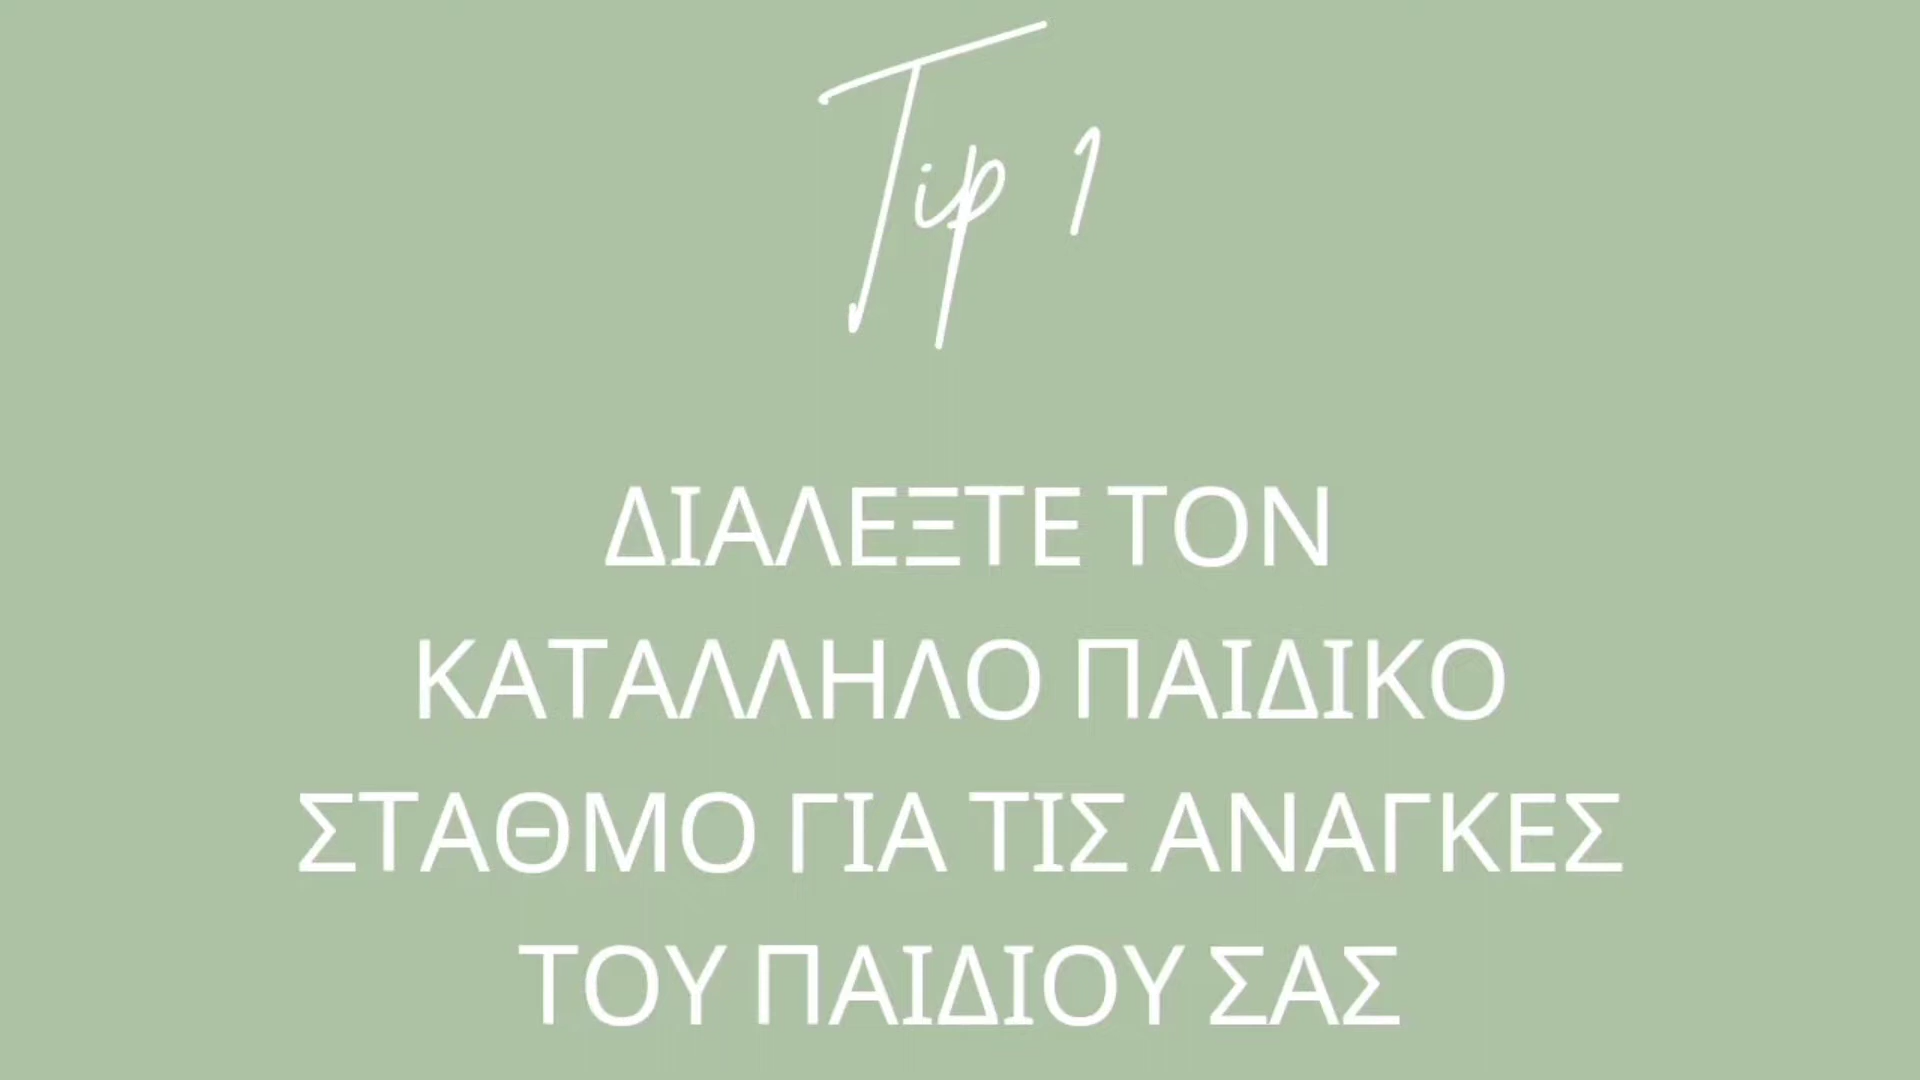 Tip 1
ΔΙΑΛΕΞΤΕ ΤΟΝ
ΚΑΤΑΛΛΗΛΟ ΠΑΙΔΙΚΟ
ΣΤΑΘΜΟ ΓΙΑ ΤΙΣ ΑΝΑΓΚΕΣ
ΤΟΥ ΠΑΙΔΙΟΥ ΣΑΣ